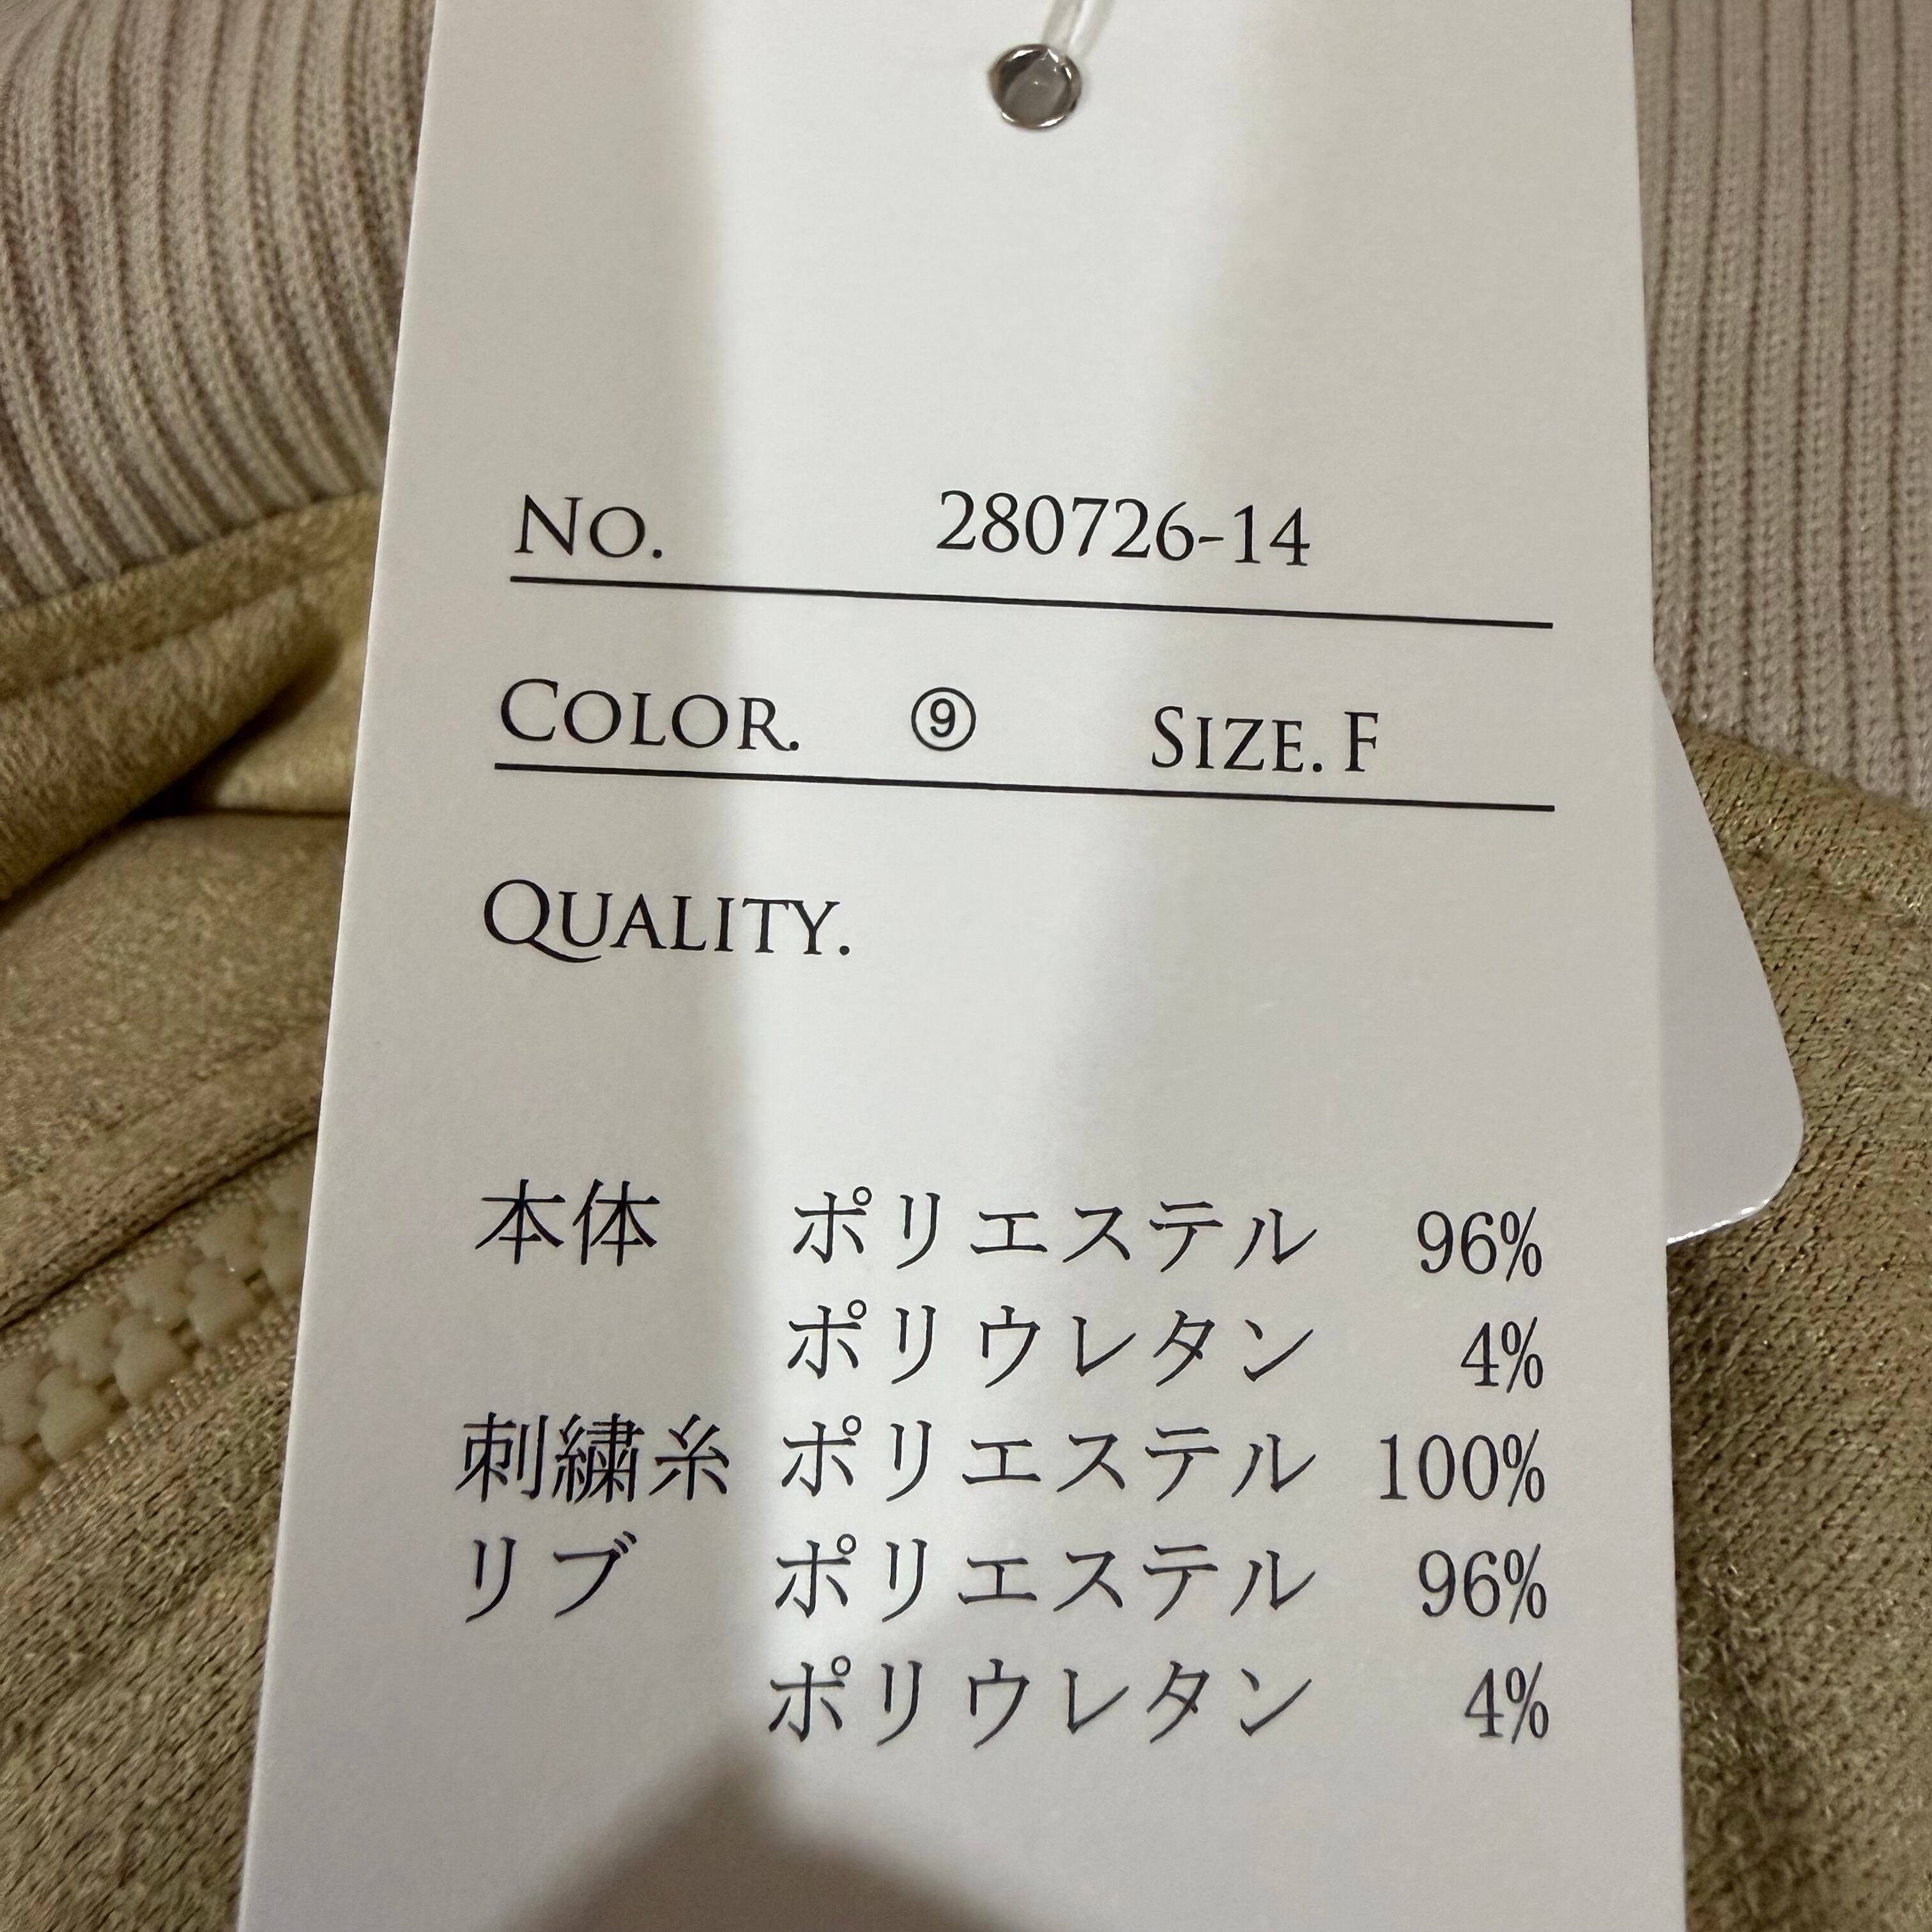 No. 280726-14
COLOR. ⑨ SIZE. F
QUALITY.
本体 ポリエステル 96%
ポリウレタン 4%
刺繍糸 ポリエステル 100%
リブ ポリエステル 96%
ポリウレタン 4%